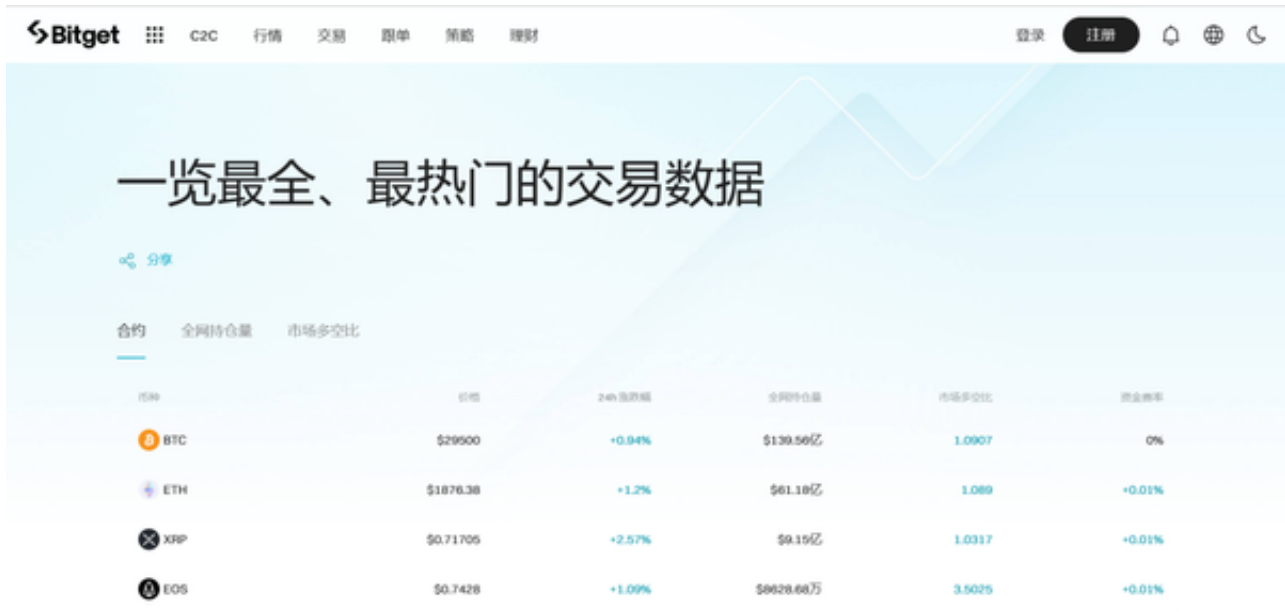 Bitget C2C 行情 交易 跟单 策略 理财 登录 注册
一览最全、最热门的交易数据
分享
合约 全网持仓量 市场多空比
币种 价格 24h 涨跌幅 全网持仓量 市场多空比 资金费率
BTC $29500 +0.94% $139.56亿 1.0907 0%
ETH $1876.38 +1.2% $61.18亿 1.089 +0.01%
XRP $0.71705 +2.57% $9.15亿 1.0317 +0.01%
EOS $0.7428 +1.09% $8628.68万 3.5025 +0.01%